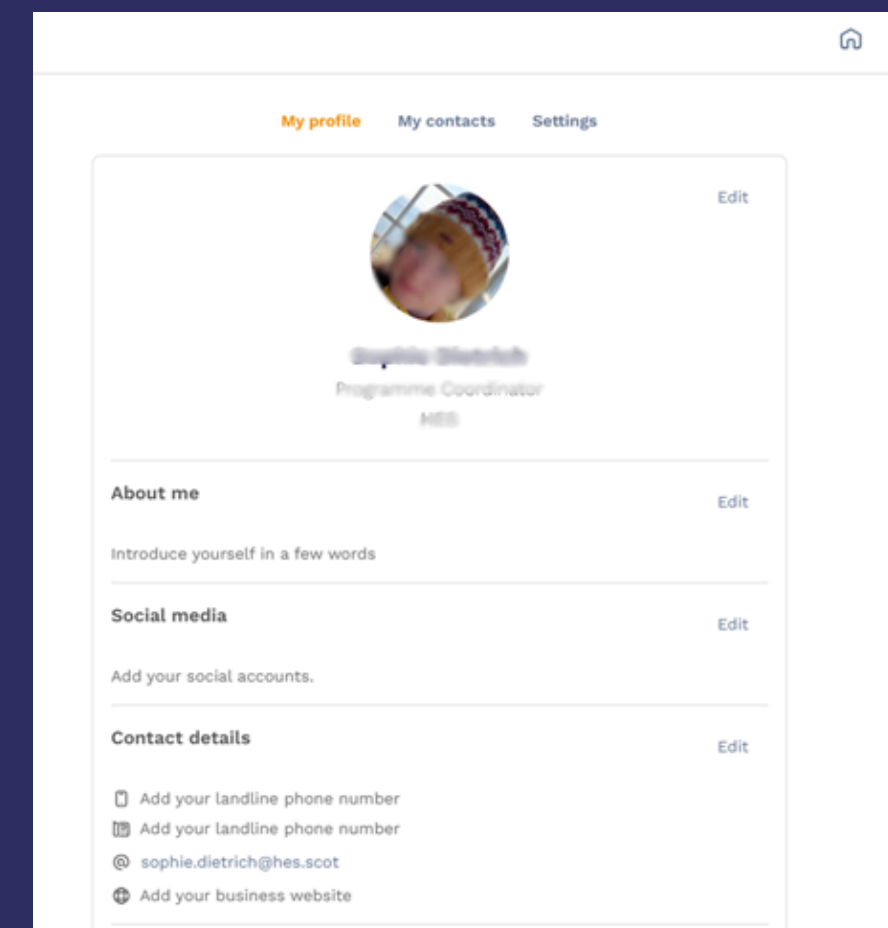 My profile My contacts Settings
Edit
Programme Coordinator
About me
Edit
Introduce yourself in a few words
Social media
Edit
Add your social accounts.
Contact details
Edit
Add your landline phone number
Add your landline phone number
sophie.dietrich@hes.scot
Add your business website